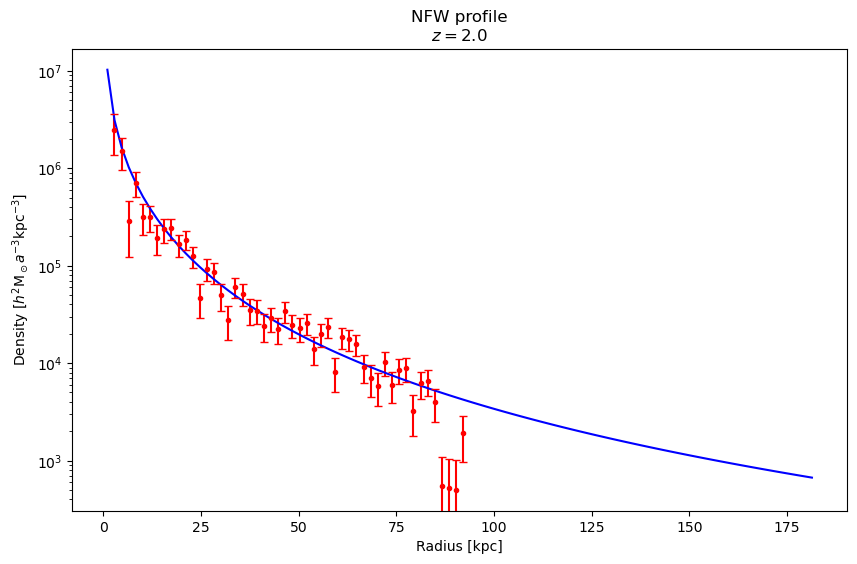 NFW profile
z = 2.0
Density [h²M⊙a⁻³kpc⁻³]
10⁷
10⁶
10⁵
10⁴
10³
0 25 50 75 100 125 150 175
Radius [kpc]